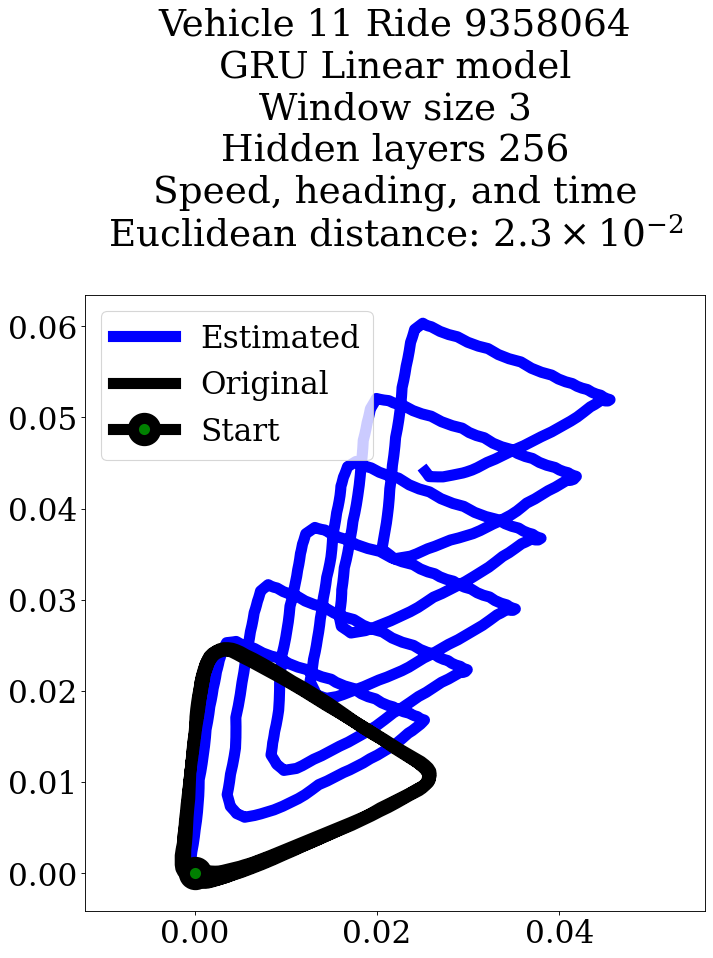 Vehicle 11 Ride 9358064
GRU Linear model
Window size 3
Hidden layers 256
Speed, heading, and time
Euclidean distance: 2.3 × 10⁻²
Estimated
Original
Start
0.06
0.05
0.04
0.03
0.02
0.01
0.00
0.00 0.02 0.04